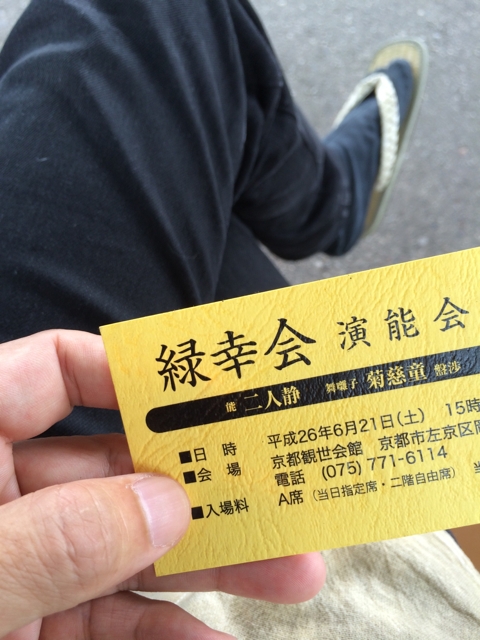 緑幸会 演能会
能 二人静 舞囃子 菊慈童 盤渉
■日 時 平成26年6月21日(土) 15時
■会 場 京都観世会館 京都市左京区岡
電話 (075) 771-6114
■入場料 A席 (当日指定席・二階自由席) 当